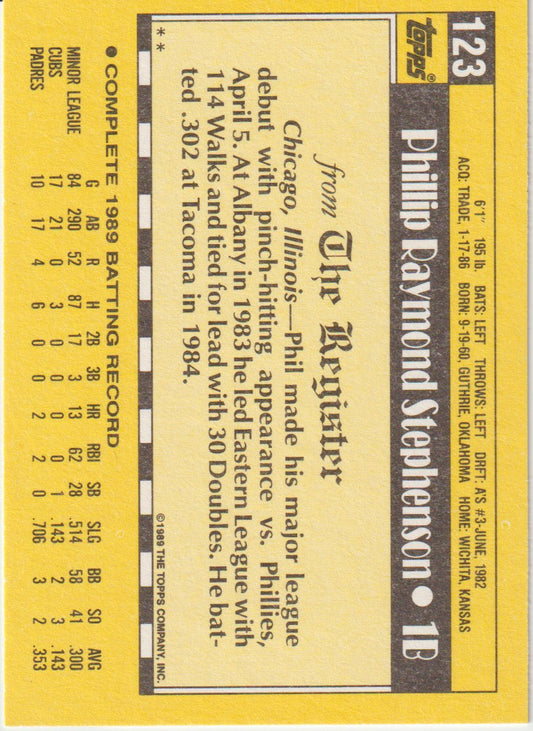 123
topps®
Phillip Raymond Stephenson • 1B
6'1" 195 lb. BATS: LEFT THROWS: LEFT DRFT: A'S #3-JUNE, 1982
ACQ: TRADE, 1-17-86 BORN: 9-19-60, GUTHRIE, OKLAHOMA HOME: WICHITA, KANSAS
from The Register
Chicago, Illinois—Phil made his major league
debut with pinch-hitting appearance vs. Phillies,
April 5. At Albany in 1983 he led Eastern League with
114 Walks and tied for lead with 30 Doubles. He bat-
ted .302 at Tacoma in 1984.
* *
©1989 THE TOPPS COMPANY, INC.
• COMPLETE 1989 BATTING RECORD
G AB R H 2B 3B HR RBI SB SLG BB SO AVG
MINOR LEAGUE 84 290 52 87 17 3 13 62 28 .514 58 41 .300
CUBS 17 21 0 3 0 0 0 0 1 .143 2 3 .143
PADRES 10 17 4 6 0 0 2 2 0 .706 3 2 .353